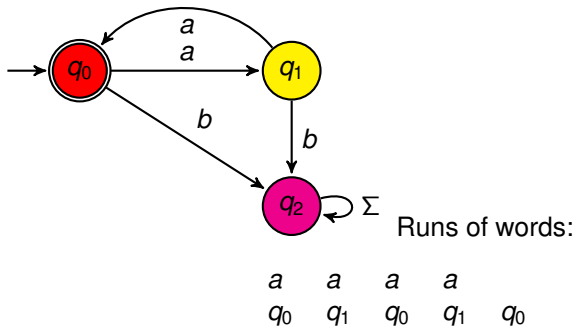 a
a
q0
q1
b
b
q2
Σ
Runs of words:
a a a a
q0 q1 q0 q1 q0